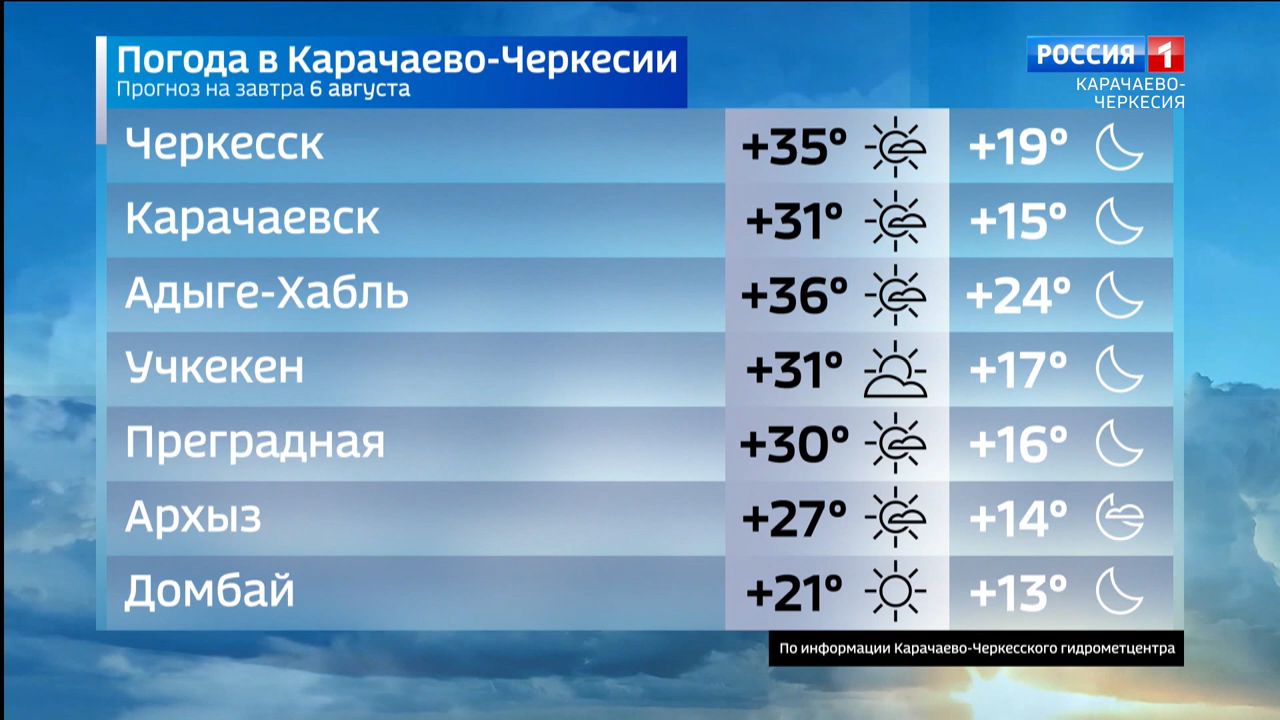 Погода в Карачаево-Черкесии
Прогноз на завтра 6 августа
РОССИЯ 1
КАРАЧАЕВО-
ЧЕРКЕСИЯ
Черкесск +35° +19°
Карачаевск +31° +15°
Адыге-Хабль +36° +24°
Учкекен +31° +17°
Преградная +30° +16°
Архыз +27° +14°
Домбай +21° +13°
По информации Карачаево-Черкесского гидрометцентра